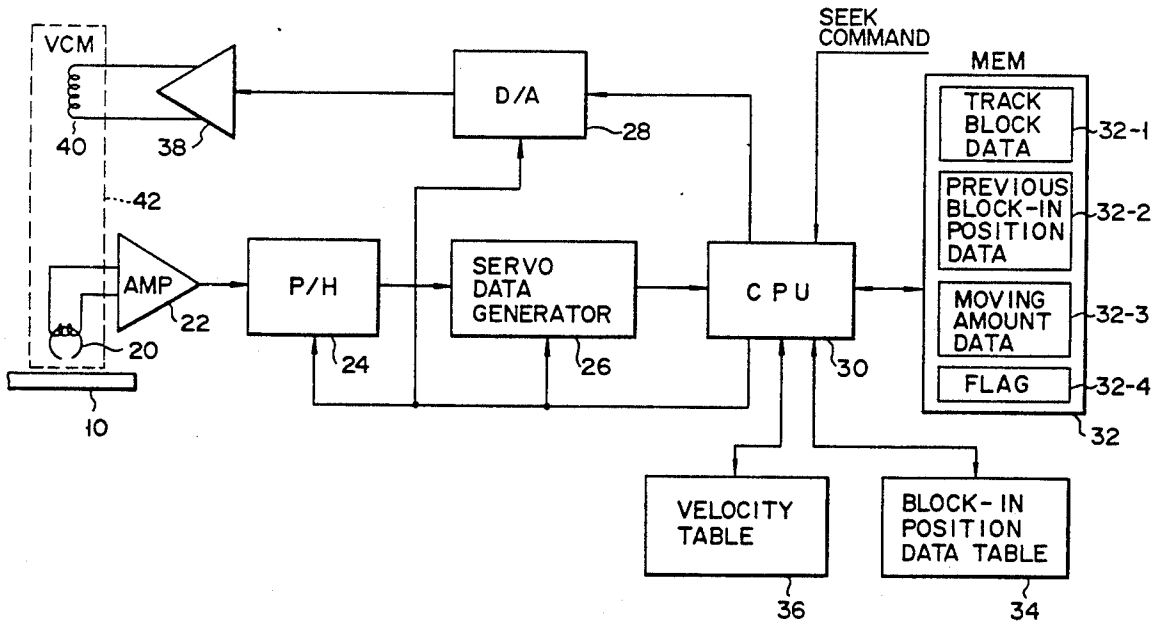 SEEK
COMMAND
VCM
MEM
D/A
TRACK
BLOCK
DATA
32-1
40
38
28
PREVIOUS
BLOCK-IN
POSITION
DATA
32-2
42
AMP
P/H
SERVO
DATA
GENERATOR
CPU
MOVING
AMOUNT
DATA
32-3
22
20
24
26
30
FLAG
32-4
10
32
VELOCITY
TABLE
BLOCK-IN
POSITION
DATA TABLE
36
34